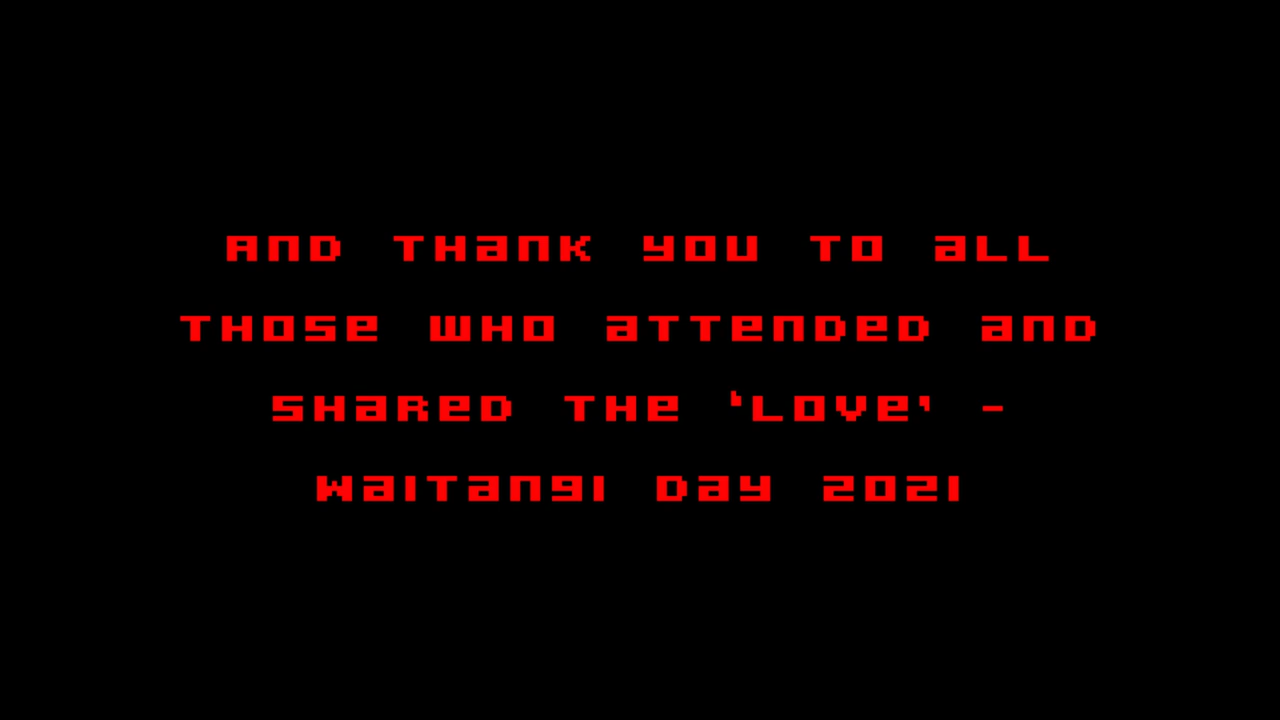 AND THANK YOU TO ALL
THOSE WHO ATTENDED AND
SHARED THE ‘LOVE’ -
WAITANGI DAY 2021